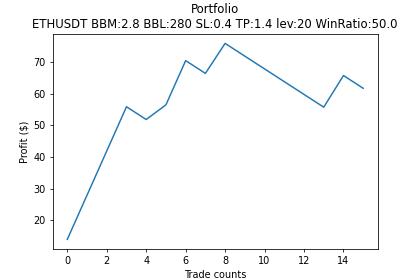 Portfolio
ETHUSDT BBM:2.8 BBL:280 SL:0.4 TP:1.4 lev:20 WinRatio:50.0
70
60
50
40
30
20
Profit ($)
0 2 4 6 8 10 12 14
Trade counts